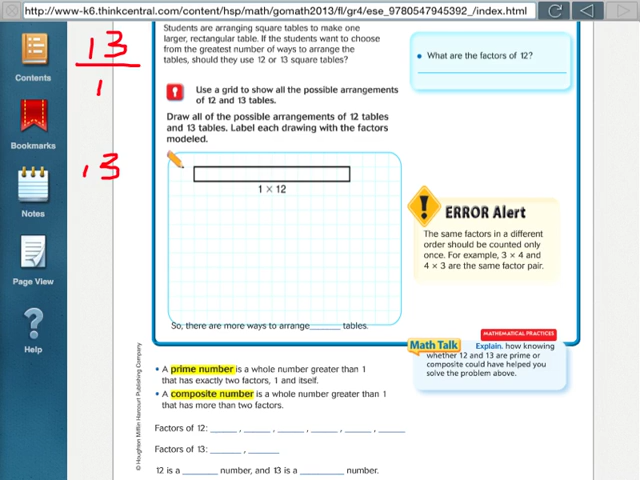 http://www-k6.thinkcentral.com/content/hsp/math/gomath2013/fl/gr4/ese_9780547945392_/index.html
Contents
Bookmarks
Notes
Page View
Help
13
1
13
Students are arranging square tables to make one
larger, rectangular table. If the students want to choose
from the greatest number of ways to arrange the
tables, should they use 12 or 13 square tables?
• What are the factors of 12?
Use a grid to show all the possible arrangements
of 12 and 13 tables.
Draw all of the possible arrangements of 12 tables
and 13 tables. Label each drawing with the factors
modeled.
1 × 12
ERROR Alert
The same factors in a different
order should be counted only
once. For example, 3 × 4 and
4 × 3 are the same factor pair.
So, there are more ways to arrange______ tables.
MATHEMATICAL PRACTICES
Math Talk
Explain. how knowing
whether 12 and 13 are prime or
composite could have helped you
solve the problem above.
• A prime number is a whole number greater than 1
that has exactly two factors, 1 and itself.
• A composite number is a whole number greater than 1
that has more than two factors.
Factors of 12: _____ , _____ , _____ , _____ , _____ , _____
Factors of 13: ______ , ______
12 is a _______ number, and 13 is a _________ number.
© Houghton Mifflin Harcourt Publishing Company